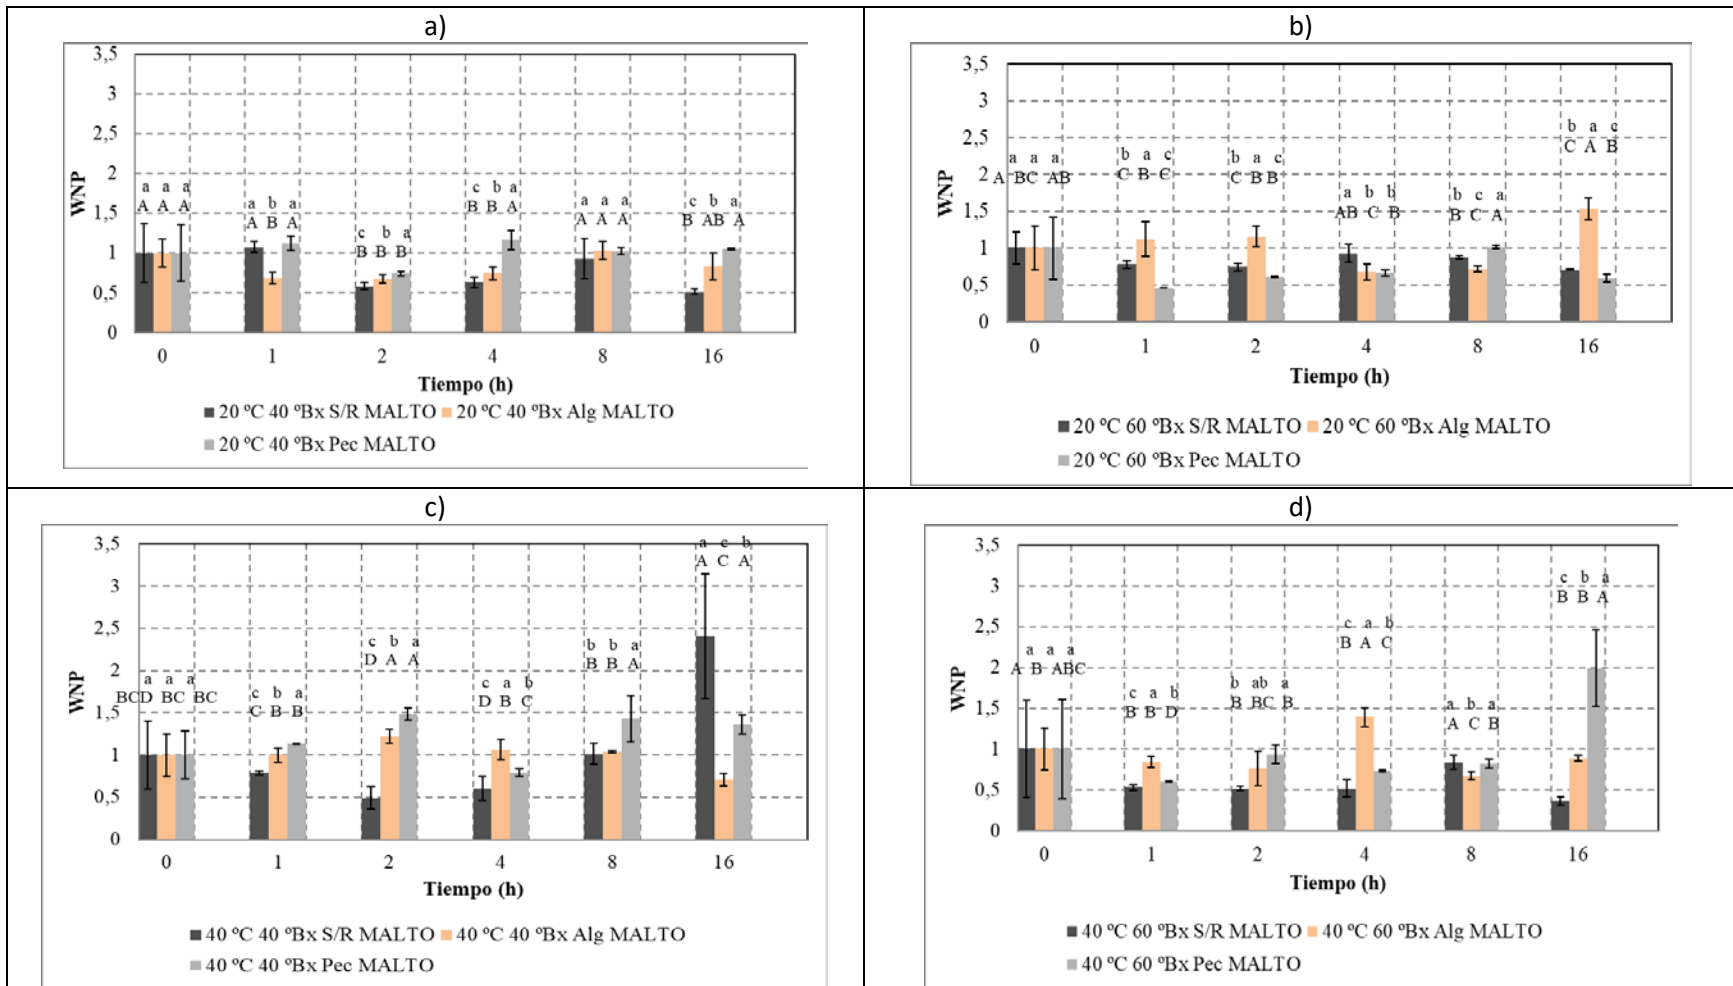 a)
3,5
3
2,5
2
1,5
1
0,5
0
WNP
a a a
A A A
a b a
A B A
c b a
B B B
c b a
B B A
a a a
A A A
c b a
B AB A
0 1 2 4 8 16
Tiempo (h)
20 ºC 40 ºBx S/R MALTO 20 ºC 40 ºBx Alg MALTO
20 ºC 40 ºBx Pec MALTO
b)
3,5
3
2,5
2
1,5
1
0,5
0
WNP
a a a
A BC AB
b a c
C B C
b a c
C B B
a b b
AB C B
b c a
B C A
b a c
C A B
0 1 2 4 8 16
Tiempo (h)
20 ºC 60 ºBx S/R MALTO 20 ºC 60 ºBx Alg MALTO
20 ºC 60 ºBx Pec MALTO
c)
3,5
3
2,5
2
1,5
1
0,5
0
WNP
a a a
BCD BC BC
c b a
C B B
c b a
D A A
c a b
D B C
b b a
B B A
a c b
A C A
0 1 2 4 8 16
Tiempo (h)
40 ºC 40 ºBx S/R MALTO 40 ºC 40 ºBx Alg MALTO
40 ºC 40 ºBx Pec MALTO
d)
3,5
3
2,5
2
1,5
1
0,5
0
WNP
a a a
A B ABC
c a b
B B D
b ab a
B BC B
c a b
B A C
a b a
A C B
c b a
B B A
0 1 2 4 8 16
Tiempo (h)
40 ºC 60 ºBx S/R MALTO 40 ºC 60 ºBx Alg MALTO
40 ºC 60 ºBx Pec MALTO